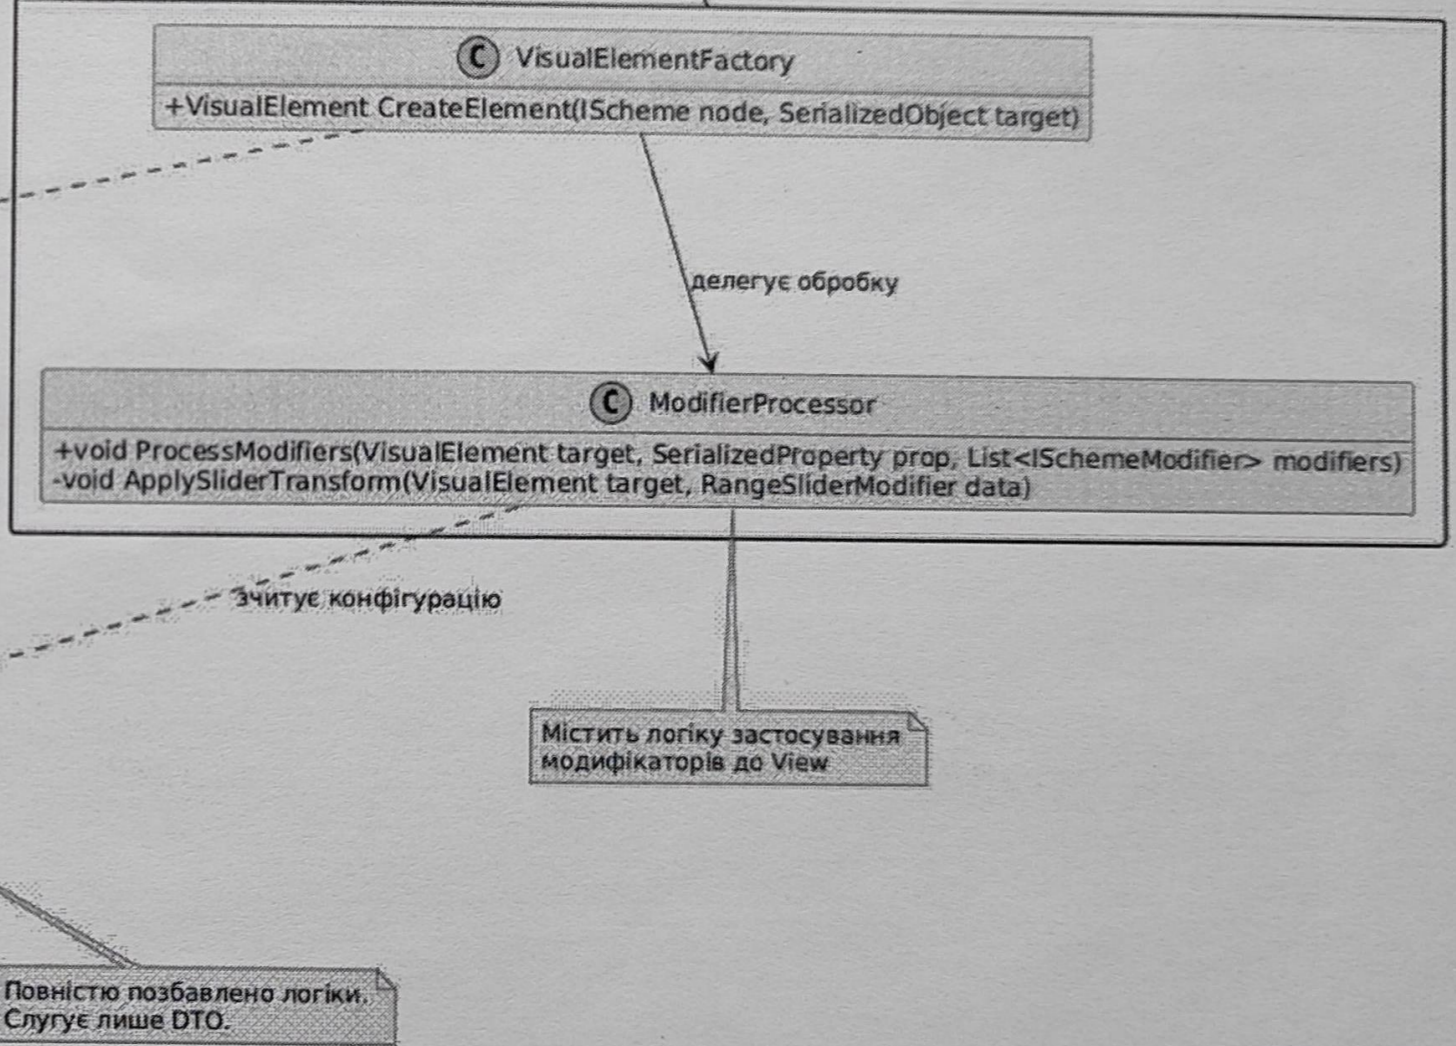 C VisualElementFactory
+VisualElement CreateElement(IScheme node, SerializedObject target)
делегує обробку
C ModifierProcessor
+void ProcessModifiers(VisualElement target, SerializedProperty prop, List<ISchemeModifier> modifiers)
-void ApplySliderTransform(VisualElement target, RangeSliderModifier data)
зчитує конфігурацію
Містить логіку застосування
модифікаторів до View
Повністю позбавлено логіки.
Слугує лише DTO.